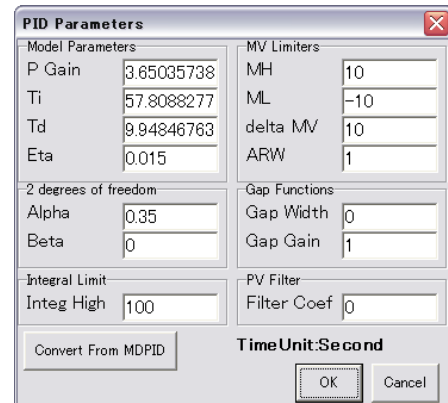 PID Parameters
Model Parameters
P Gain 3.65035738
Ti 57.8088277
Td 9.94846763
Eta 0.015
MV Limiters
MH 10
ML -10
delta MV 10
ARW 1
2 degrees of freedom
Alpha 0.35
Beta 0
Gap Functions
Gap Width 0
Gap Gain 1
Integral Limit
Integ High 100
PV Filter
Filter Coef 0
Convert From MDPID
TimeUnit:Second
OK Cancel